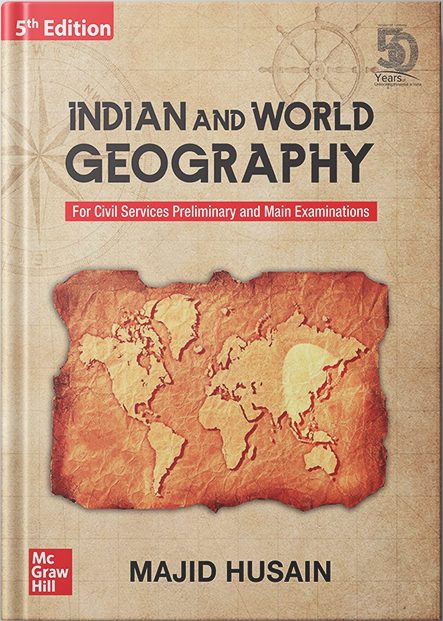 5th Edition
50
Years of
INDIAN AND WORLD
GEOGRAPHY
For Civil Services Preliminary and Main Examinations
Mc
Graw
Hill
MAJID HUSAIN